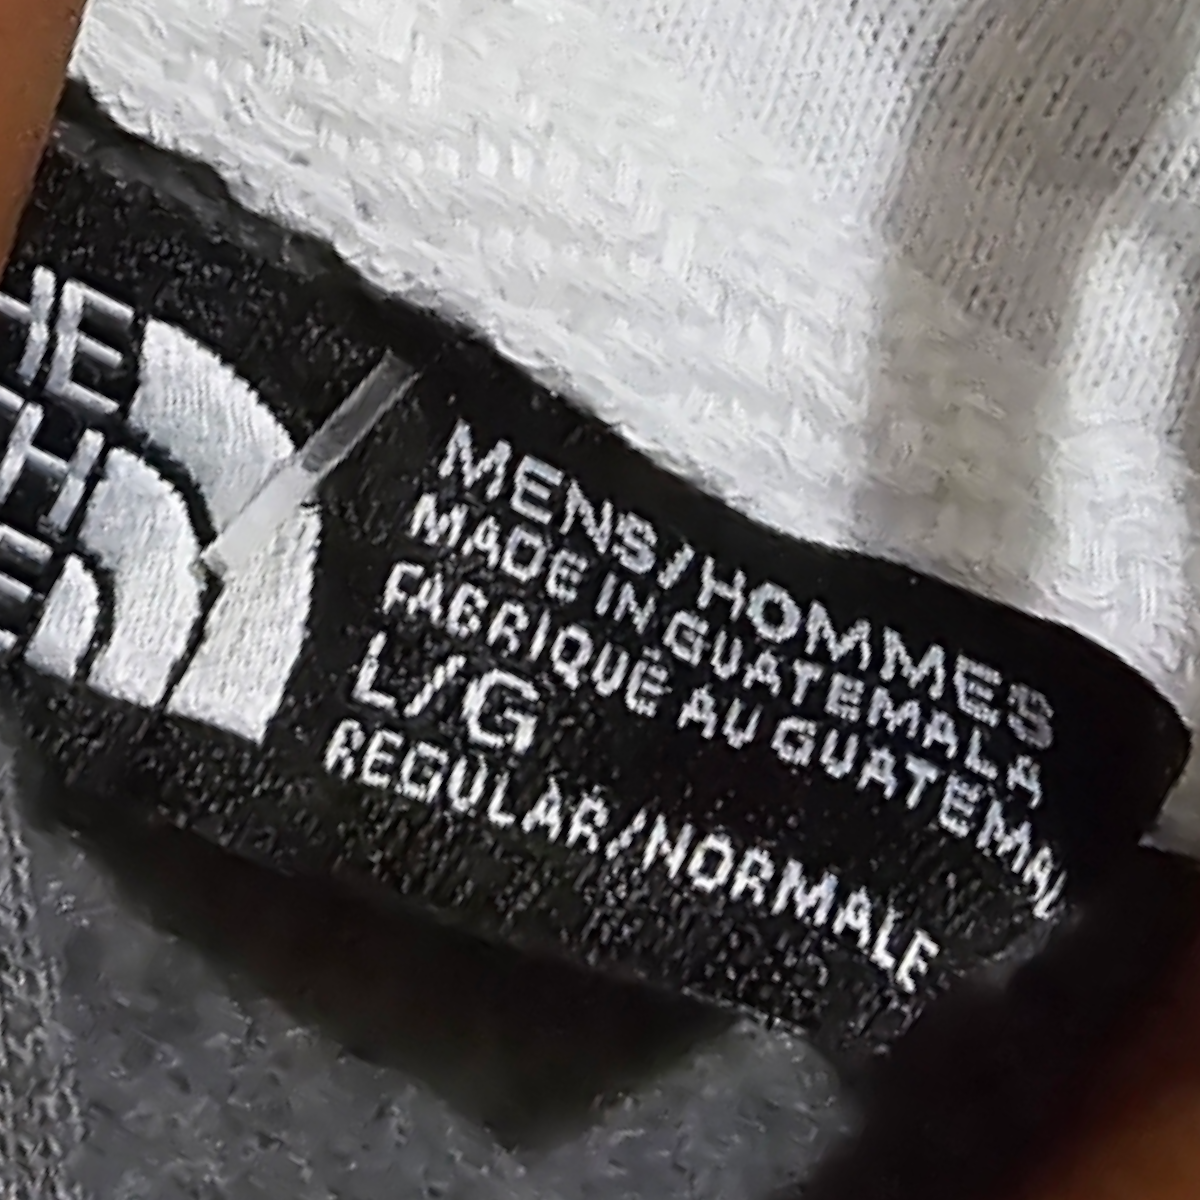 MENS/HOMMES
MADE IN GUATEMALA
FABRIQUÉ AU GUATEMAL
L/G
REGULAR/NORMALE